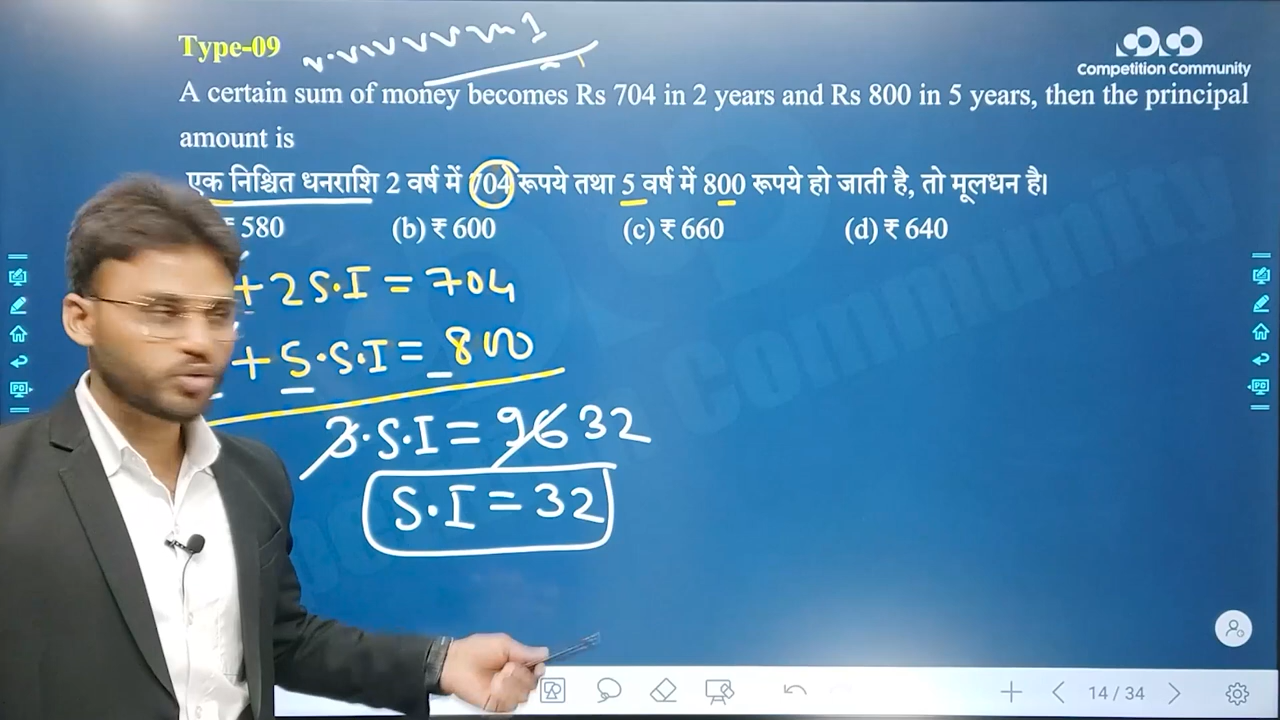 Type-09
Competition Community
A certain sum of money becomes Rs 704 in 2 years and Rs 800 in 5 years, then the principal
amount is
एक निश्चित धनराशि 2 वर्ष में 704 रूपये तथा 5 वर्ष में 800 रूपये हो जाती है, तो मूलधन है।
₹ 580 (b) ₹ 600 (c) ₹ 660 (d) ₹ 640
+ 2 S.I = 704
+ 5.S.I = 800
3.S.I = 96 32
S.I = 32
14 / 34